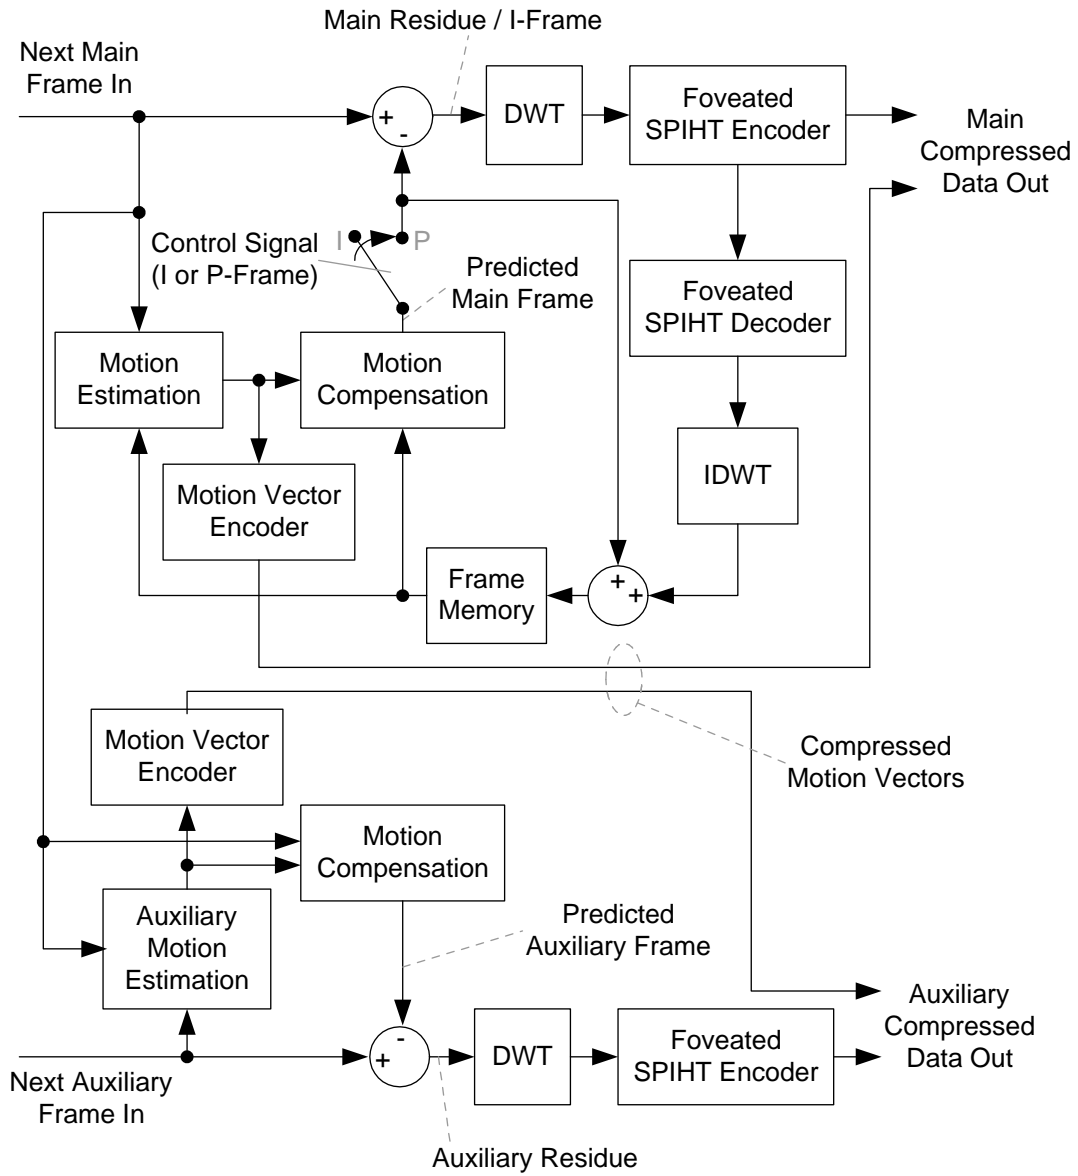 Main Residue / I-Frame
Next Main
Frame In
+
-
DWT
Foveated
SPIHT Encoder
Main
Compressed
Data Out
Control Signal
(I or P-Frame)
I
P
Predicted
Main Frame
Foveated
SPIHT Decoder
Motion
Estimation
Motion
Compensation
IDWT
Motion Vector
Encoder
Frame
Memory
+
+
Motion Vector
Encoder
Compressed
Motion Vectors
Motion
Compensation
Auxiliary
Motion
Estimation
Predicted
Auxiliary Frame
Auxiliary
Compressed
Data Out
-
+
DWT
Foveated
SPIHT Encoder
Next Auxiliary
Frame In
Auxiliary Residue